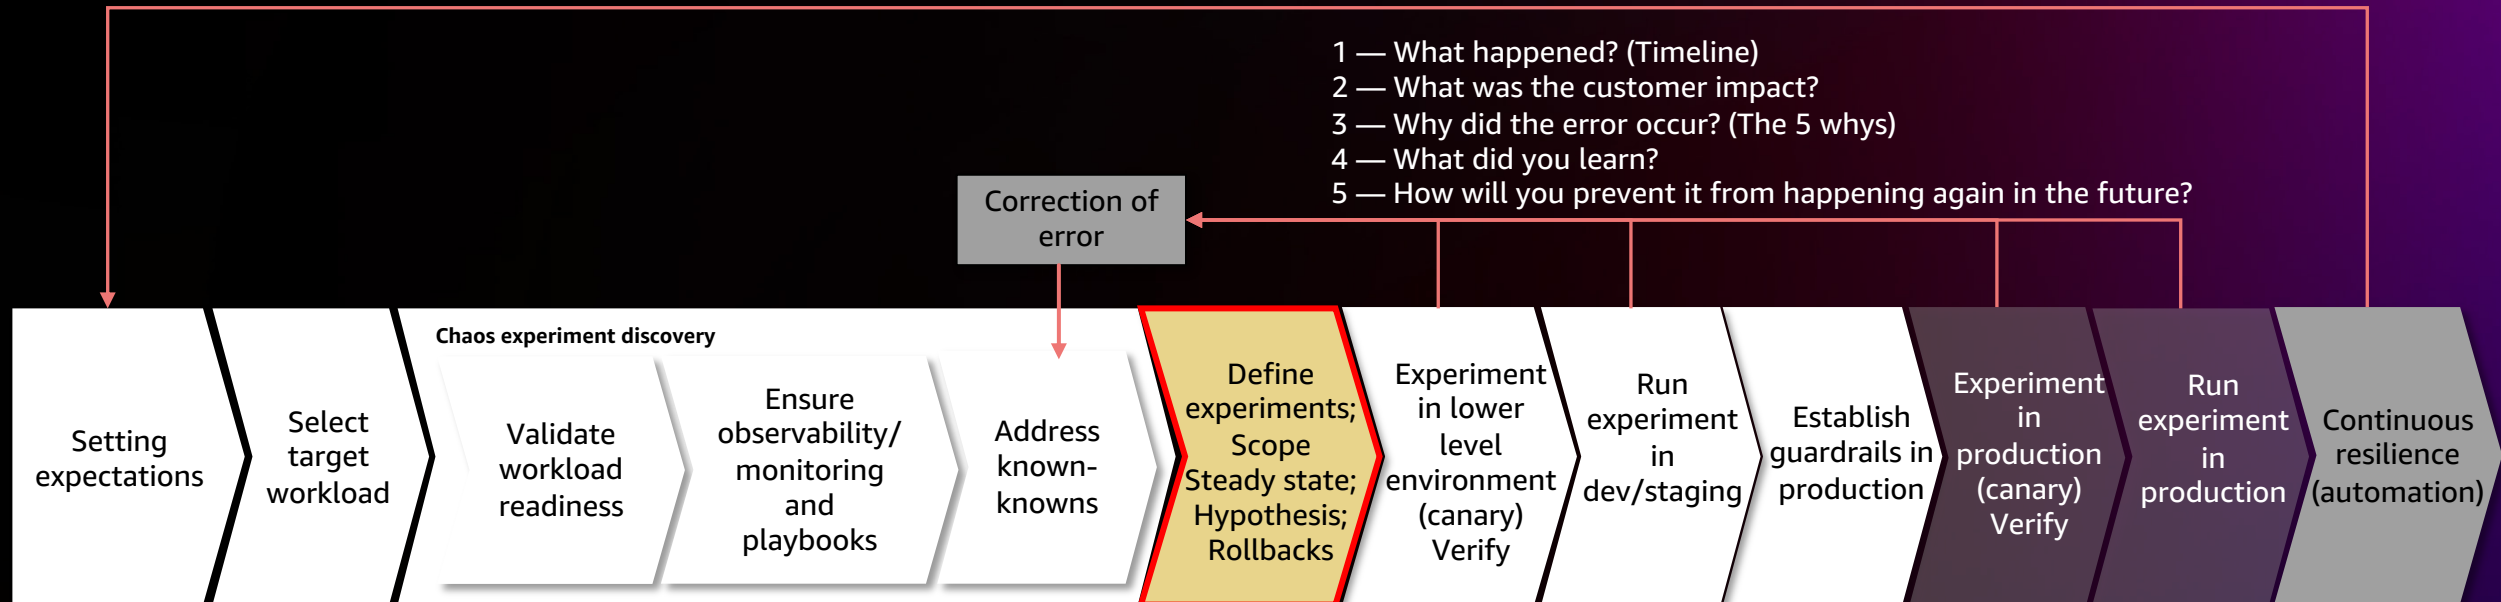 1 — What happened? (Timeline)
2 — What was the customer impact?
3 — Why did the error occur? (The 5 whys)
4 — What did you learn?
5 — How will you prevent it from happening again in the future?
Correction of
error
Setting
expectations
Select
target
workload
Chaos experiment discovery
Validate
workload
readiness
Ensure
observability/
monitoring
and
playbooks
Address
known-
knowns
Define
experiments;
Scope
Steady state;
Hypothesis;
Rollbacks
Experiment
in lower
level
environment
(canary)
Verify
Run
experiment
in
dev/staging
Establish
guardrails in
production
Experiment
in
production
(canary)
Verify
Run
experiment
in
production
Continuous
resilience
(automation)